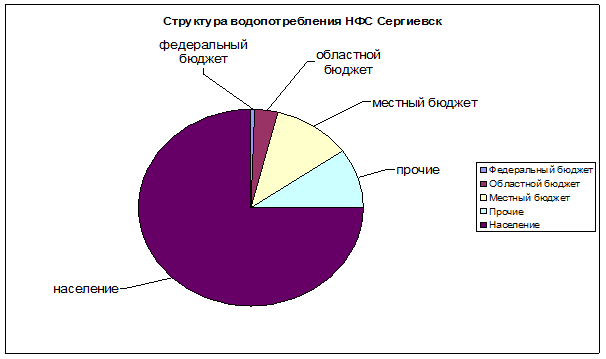 Структура водопотребления НФС Сергиевск
федеральный
бюджет
областной
бюджет
местный бюджет
прочие
население
Федеральный бюджет
Областной бюджет
Местный бюджет
Прочие
Население